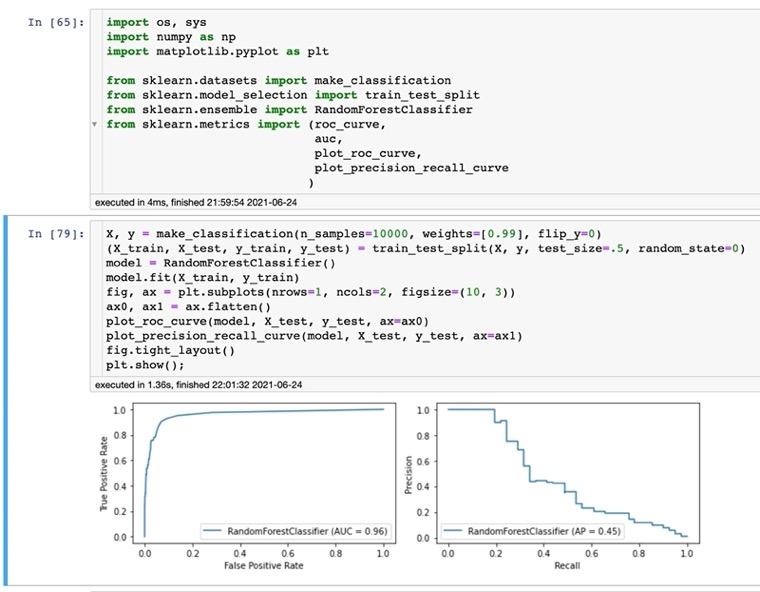 In [65]:
import os, sys
import numpy as np
import matplotlib.pyplot as plt
from sklearn.datasets import make_classification
from sklearn.model_selection import train_test_split
from sklearn.ensemble import RandomForestClassifier
from sklearn.metrics import (roc_curve,
auc,
plot_roc_curve,
plot_precision_recall_curve
)
executed in 4ms, finished 21:59:54 2021-06-24
In [79]:
X, y = make_classification(n_samples=10000, weights=[0.99], flip_y=0)
(X_train, X_test, y_train, y_test) = train_test_split(X, y, test_size=.5, random_state=0)
model = RandomForestClassifier()
model.fit(X_train, y_train)
fig, ax = plt.subplots(nrows=1, ncols=2, figsize=(10, 3))
ax0, ax1 = ax.flatten()
plot_roc_curve(model, X_test, y_test, ax=ax0)
plot_precision_recall_curve(model, X_test, y_test, ax=ax1)
fig.tight_layout()
plt.show();
executed in 1.36s, finished 22:01:32 2021-06-24
True Positive Rate
1.0
0.8
0.6
0.4
0.2
0.0
RandomForestClassifier (AUC = 0.96)
0.0 0.2 0.4 0.6 0.8 1.0
False Positive Rate
Precision
1.0
0.8
0.6
0.4
0.2
0.0
RandomForestClassifier (AP = 0.45)
0.0 0.2 0.4 0.6 0.8 1.0
Recall